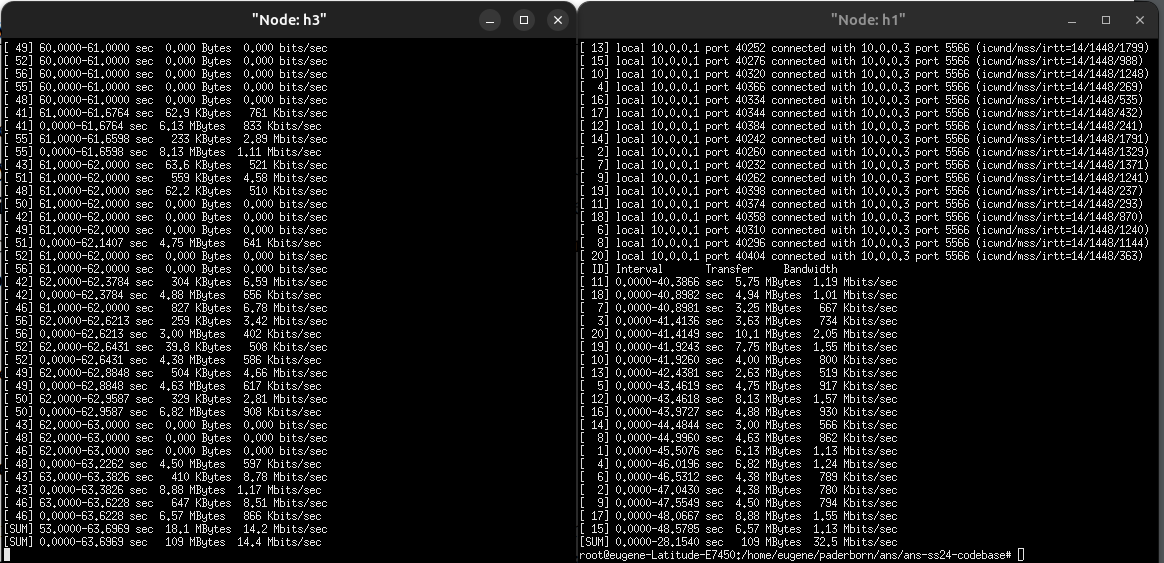 "Node: h3"
[ 49] 60.0000-61.0000 sec  0.000 Bytes  0.000 bits/sec
[ 52] 60.0000-61.0000 sec  0.000 Bytes  0.000 bits/sec
[ 56] 60.0000-61.0000 sec  0.000 Bytes  0.000 bits/sec
[ 55] 60.0000-61.0000 sec  0.000 Bytes  0.000 bits/sec
[ 48] 60.0000-61.0000 sec  0.000 Bytes  0.000 bits/sec
[ 41] 61.0000-61.6764 sec  62.9 KBytes   761 Kbits/sec
[ 41] 0.0000-61.6764 sec  6.13 MBytes   833 Kbits/sec
[ 55] 61.0000-61.6598 sec   233 KBytes  2.89 Mbits/sec
[ 55] 0.0000-61.6598 sec  8.13 MBytes  1.11 Mbits/sec
[ 43] 61.0000-62.0000 sec  63.6 KBytes   521 Kbits/sec
[ 51] 61.0000-62.0000 sec   559 KBytes  4.58 Mbits/sec
[ 48] 61.0000-62.0000 sec  62.2 KBytes   510 Kbits/sec
[ 50] 61.0000-62.0000 sec  0.000 Bytes  0.000 bits/sec
[ 42] 61.0000-62.0000 sec  0.000 Bytes  0.000 bits/sec
[ 49] 61.0000-62.0000 sec  0.000 Bytes  0.000 bits/sec
[ 51] 0.0000-62.1407 sec  4.75 MBytes   641 Kbits/sec
[ 52] 61.0000-62.0000 sec  0.000 Bytes  0.000 bits/sec
[ 56] 61.0000-62.0000 sec  0.000 Bytes  0.000 bits/sec
[ 42] 62.0000-62.3784 sec   304 KBytes  6.59 Mbits/sec
[ 42] 0.0000-62.3784 sec  4.88 MBytes   656 Kbits/sec
[ 46] 61.0000-62.0000 sec   827 KBytes  6.78 Mbits/sec
[ 56] 62.0000-62.6213 sec   259 KBytes  3.42 Mbits/sec
[ 56] 0.0000-62.6213 sec  3.00 MBytes   402 Kbits/sec
[ 52] 62.0000-62.6431 sec  39.8 KBytes   508 Kbits/sec
[ 52] 0.0000-62.6431 sec  4.38 MBytes   586 Kbits/sec
[ 49] 62.0000-62.8848 sec   504 KBytes  4.66 Mbits/sec
[ 49] 0.0000-62.8848 sec  4.63 MBytes   617 Kbits/sec
[ 50] 62.0000-62.9587 sec   329 KBytes  2.81 Mbits/sec
[ 50] 0.0000-62.9587 sec  6.82 MBytes   908 Kbits/sec
[ 43] 62.0000-63.0000 sec  0.000 Bytes  0.000 bits/sec
[ 48] 62.0000-63.0000 sec  0.000 Bytes  0.000 bits/sec
[ 46] 62.0000-63.0000 sec  0.000 Bytes  0.000 bits/sec
[ 48] 0.0000-63.2262 sec  4.50 MBytes   597 Kbits/sec
[ 43] 63.0000-63.3826 sec   410 KBytes  8.78 Mbits/sec
[ 43] 0.0000-63.3826 sec  8.88 MBytes  1.17 Mbits/sec
[ 46] 63.0000-63.6228 sec   647 KBytes  8.51 Mbits/sec
[ 46] 0.0000-63.6228 sec  6.57 MBytes   866 Kbits/sec
[SUM] 53.0000-63.6969 sec  18.1 MBytes  14.2 Mbits/sec
[SUM] 0.0000-63.6969 sec   109 MBytes  14.4 Mbits/sec
"Node: h1"
[ 13] local 10.0.0.1 port 40252 connected with 10.0.0.3 port 5566 (icwnd/mss/irtt=14/1448/1799)
[ 15] local 10.0.0.1 port 40276 connected with 10.0.0.3 port 5566 (icwnd/mss/irtt=14/1448/988)
[ 10] local 10.0.0.1 port 40320 connected with 10.0.0.3 port 5566 (icwnd/mss/irtt=14/1448/1248)
[  4] local 10.0.0.1 port 40366 connected with 10.0.0.3 port 5566 (icwnd/mss/irtt=14/1448/269)
[ 16] local 10.0.0.1 port 40334 connected with 10.0.0.3 port 5566 (icwnd/mss/irtt=14/1448/535)
[ 17] local 10.0.0.1 port 40344 connected with 10.0.0.3 port 5566 (icwnd/mss/irtt=14/1448/432)
[ 12] local 10.0.0.1 port 40384 connected with 10.0.0.3 port 5566 (icwnd/mss/irtt=14/1448/241)
[ 14] local 10.0.0.1 port 40242 connected with 10.0.0.3 port 5566 (icwnd/mss/irtt=14/1448/1791)
[  2] local 10.0.0.1 port 40260 connected with 10.0.0.3 port 5566 (icwnd/mss/irtt=14/1448/1329)
[  7] local 10.0.0.1 port 40232 connected with 10.0.0.3 port 5566 (icwnd/mss/irtt=14/1448/1371)
[  9] local 10.0.0.1 port 40262 connected with 10.0.0.3 port 5566 (icwnd/mss/irtt=14/1448/1241)
[ 19] local 10.0.0.1 port 40398 connected with 10.0.0.3 port 5566 (icwnd/mss/irtt=14/1448/237)
[ 11] local 10.0.0.1 port 40374 connected with 10.0.0.3 port 5566 (icwnd/mss/irtt=14/1448/293)
[ 18] local 10.0.0.1 port 40358 connected with 10.0.0.3 port 5566 (icwnd/mss/irtt=14/1448/870)
[  6] local 10.0.0.1 port 40310 connected with 10.0.0.3 port 5566 (icwnd/mss/irtt=14/1448/1240)
[  8] local 10.0.0.1 port 40296 connected with 10.0.0.3 port 5566 (icwnd/mss/irtt=14/1448/1144)
[ 20] local 10.0.0.1 port 40404 connected with 10.0.0.3 port 5566 (icwnd/mss/irtt=14/1448/363)
[ ID] Interval       Transfer     Bandwidth
[ 11] 0.0000-40.3866 sec  5.75 MBytes  1.19 Mbits/sec
[ 18] 0.0000-40.8982 sec  4.94 MBytes  1.01 Mbits/sec
[  7] 0.0000-40.8981 sec  3.25 MBytes   667 Kbits/sec
[  3] 0.0000-41.4136 sec  3.63 MBytes   734 Kbits/sec
[ 20] 0.0000-41.4149 sec  10.1 MBytes  2.05 Mbits/sec
[ 19] 0.0000-41.9243 sec  7.75 MBytes  1.55 Mbits/sec
[ 10] 0.0000-41.9260 sec  4.00 MBytes   800 Kbits/sec
[ 13] 0.0000-42.4381 sec  2.63 MBytes   519 Kbits/sec
[  5] 0.0000-43.4619 sec  4.75 MBytes   917 Kbits/sec
[ 12] 0.0000-43.4618 sec  8.13 MBytes  1.57 Mbits/sec
[ 16] 0.0000-43.9727 sec  4.88 MBytes   930 Kbits/sec
[ 14] 0.0000-44.4844 sec  3.00 MBytes   566 Kbits/sec
[  8] 0.0000-44.9960 sec  4.63 MBytes   862 Kbits/sec
[  1] 0.0000-45.5076 sec  6.13 MBytes  1.13 Mbits/sec
[  4] 0.0000-46.0196 sec  6.82 MBytes  1.24 Mbits/sec
[  6] 0.0000-46.5312 sec  4.38 MBytes   789 Kbits/sec
[  2] 0.0000-47.0430 sec  4.38 MBytes   780 Kbits/sec
[  9] 0.0000-47.5549 sec  4.50 MBytes   794 Kbits/sec
[ 17] 0.0000-48.0667 sec  8.88 MBytes  1.55 Mbits/sec
[ 15] 0.0000-48.5785 sec  6.57 MBytes  1.13 Mbits/sec
[SUM] 0.0000-28.1540 sec   109 MBytes  32.5 Mbits/sec
root@eugene-Latitude-E7450:/home/eugene/paderborn/ans/ans-ss24-codebase#